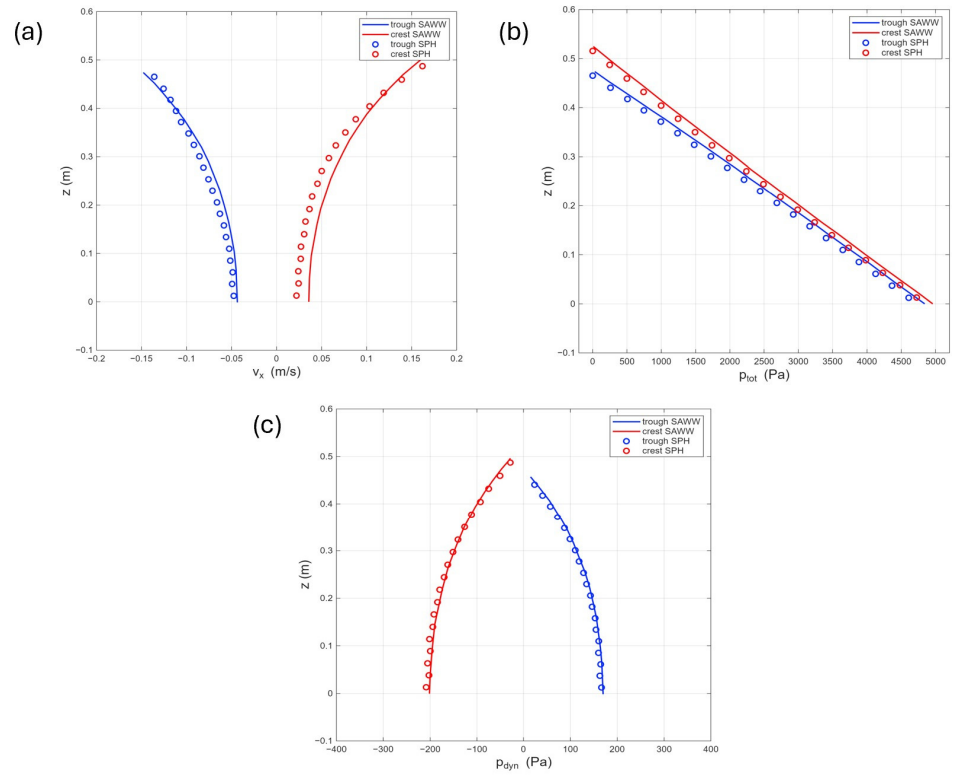 (a)
0.6
0.5
0.4
0.3
0.2
0.1
0
−0.1
z (m)
−0.2 −0.15 −0.1 −0.05 0 0.05 0.1 0.15 0.2
vx (m/s)
trough SAWW
crest SAWW
trough SPH
crest SPH
(b)
0.6
0.5
0.4
0.3
0.2
0.1
0
−0.1
z (m)
0 500 1000 1500 2000 2500 3000 3500 4000 4500 5000
ptot (Pa)
trough SAWW
crest SAWW
trough SPH
crest SPH
(c)
0.6
0.5
0.4
0.3
0.2
0.1
0
−0.1
z (m)
−400 −300 −200 −100 0 100 200 300 400
pdyn (Pa)
trough SAWW
crest SAWW
trough SPH
crest SPH